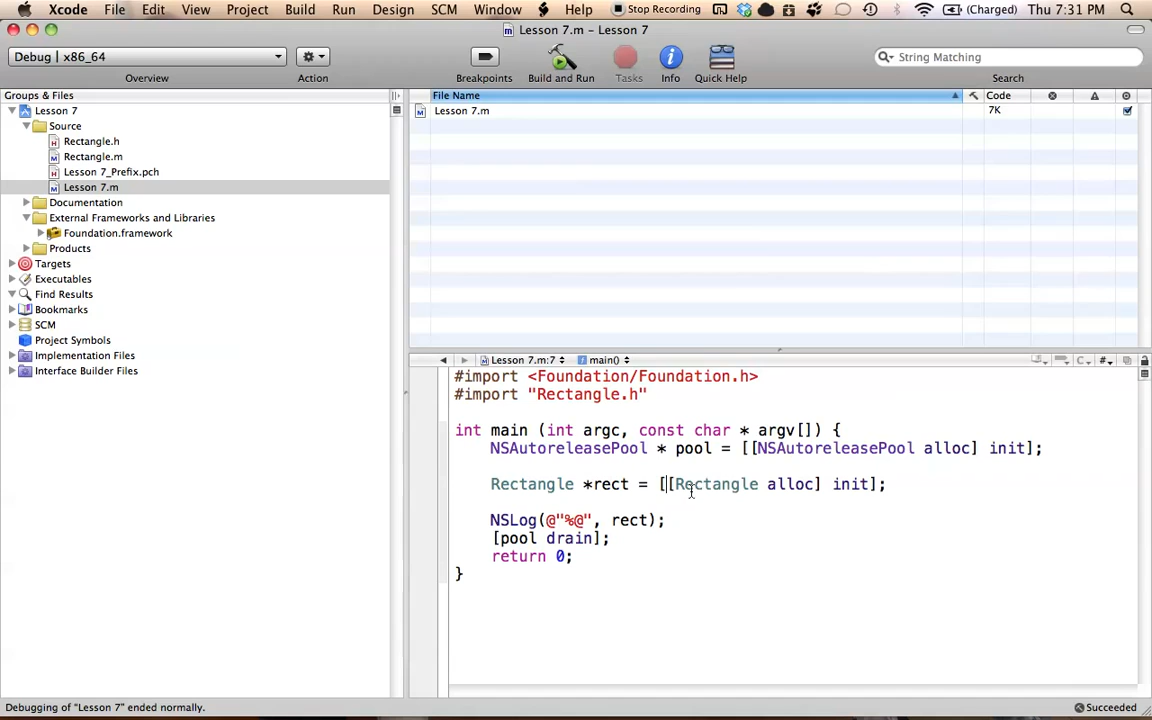 Xcode File Edit View Project Build Run Design SCM Window Help Stop Recording (Charged) Thu 7:31 PM
Lesson 7.m – Lesson 7
Debug | x86_64
String Matching
Overview Action Breakpoints Build and Run Tasks Info Quick Help Search
Groups & Files
File Name Code
Lesson 7
Lesson 7.m 7K
Source
Rectangle.h
Rectangle.m
Lesson 7_Prefix.pch
Lesson 7.m
Documentation
External Frameworks and Libraries
Foundation.framework
Products
Targets
Executables
Find Results
Bookmarks
SCM
Project Symbols
Implementation Files
Interface Builder Files
Lesson 7.m:7 main() C #
#import <Foundation/Foundation.h>
#import "Rectangle.h"
int main (int argc, const char * argv[]) {
NSAutoreleasePool * pool = [[NSAutoreleasePool alloc] init];
Rectangle *rect = [[Rectangle alloc] init];
NSLog(@"%@", rect);
[pool drain];
return 0;
}
Debugging of "Lesson 7" ended normally.
Succeeded